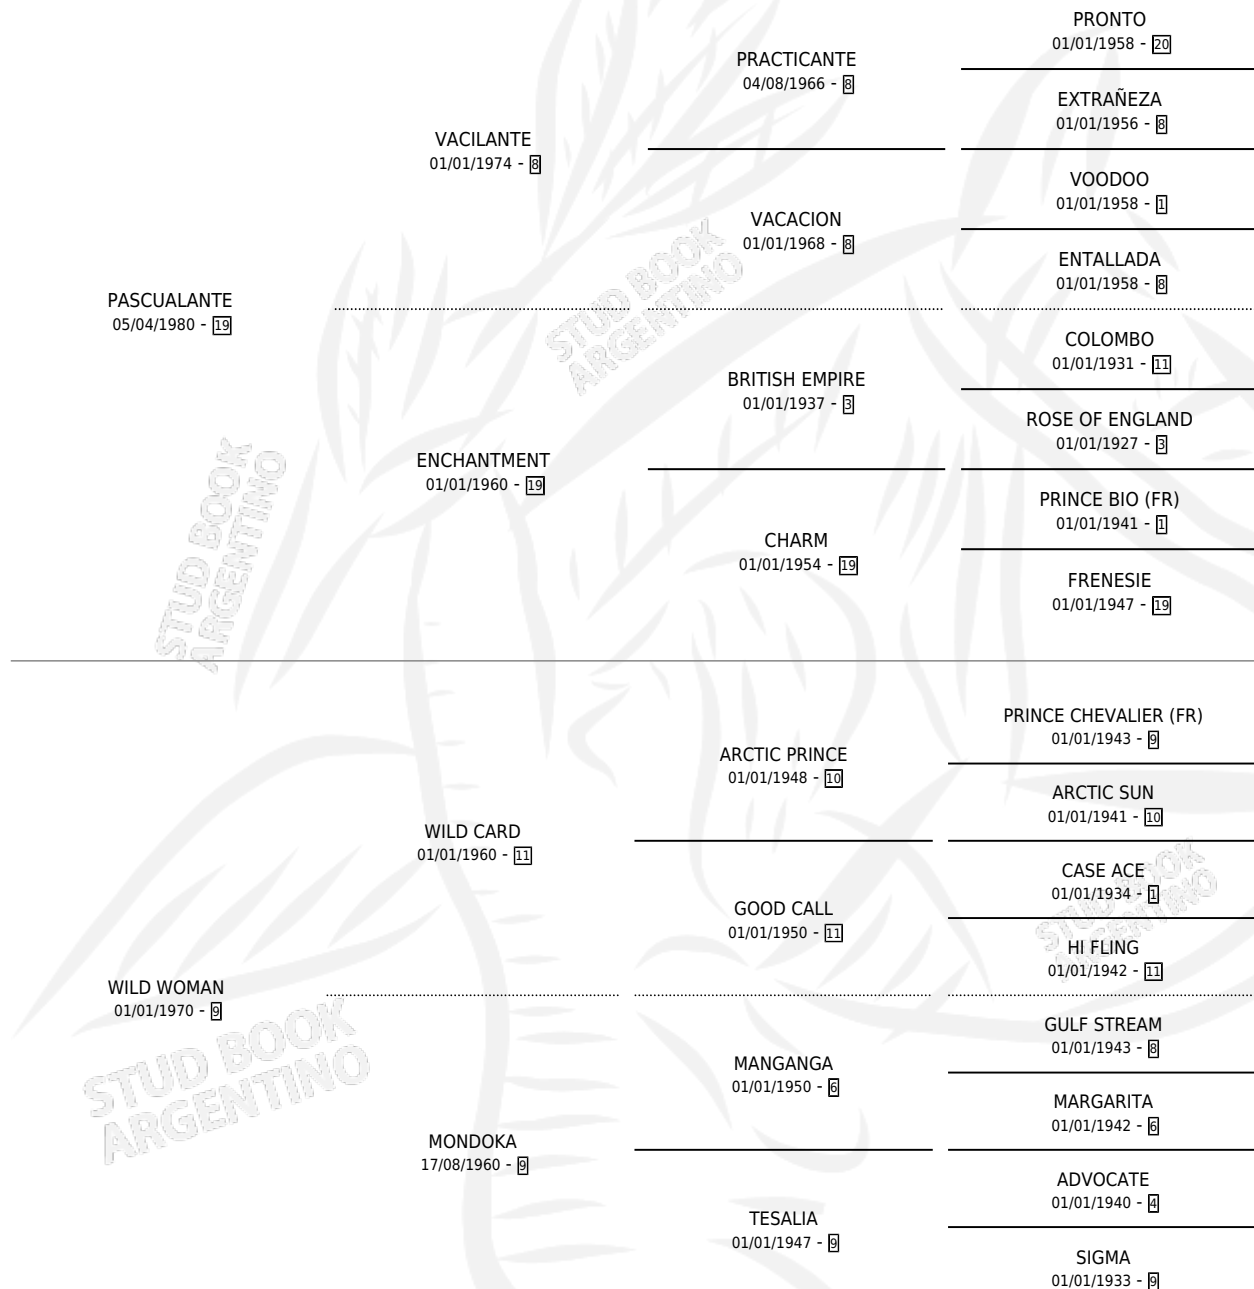 PRONTO
01/01/1958 - 20
PRACTICANTE
04/08/1966 - 8
EXTRAÑEZA
01/01/1956 - 8
VACILANTE
01/01/1974 - 8
VOODOO
01/01/1958 - 1
VACACION
01/01/1968 - 8
ENTALLADA
01/01/1958 - 8
PASCUALANTE
05/04/1980 - 19
COLOMBO
01/01/1931 - 11
BRITISH EMPIRE
01/01/1937 - 3
ROSE OF ENGLAND
01/01/1927 - 3
ENCHANTMENT
01/01/1960 - 19
PRINCE BIO (FR)
01/01/1941 - 1
CHARM
01/01/1954 - 19
FRENESIE
01/01/1947 - 19
PRINCE CHEVALIER (FR)
01/01/1943 - 9
ARCTIC PRINCE
01/01/1948 - 10
ARCTIC SUN
01/01/1941 - 10
WILD CARD
01/01/1960 - 11
CASE ACE
01/01/1934 - 1
GOOD CALL
01/01/1950 - 11
HI FLING
01/01/1942 - 11
WILD WOMAN
01/01/1970 - 9
GULF STREAM
01/01/1943 - 8
MANGANGA
01/01/1950 - 6
MARGARITA
01/01/1942 - 6
MONDOKA
17/08/1960 - 9
ADVOCATE
01/01/1940 - 4
TESALIA
01/01/1947 - 9
SIGMA
01/01/1933 - 9
STUD BOOK
ARGENTINO
STUD BOOK
ARGENTINO
STUD BOOK
ARGENTINO
STUD BOOK
ARGENTINO